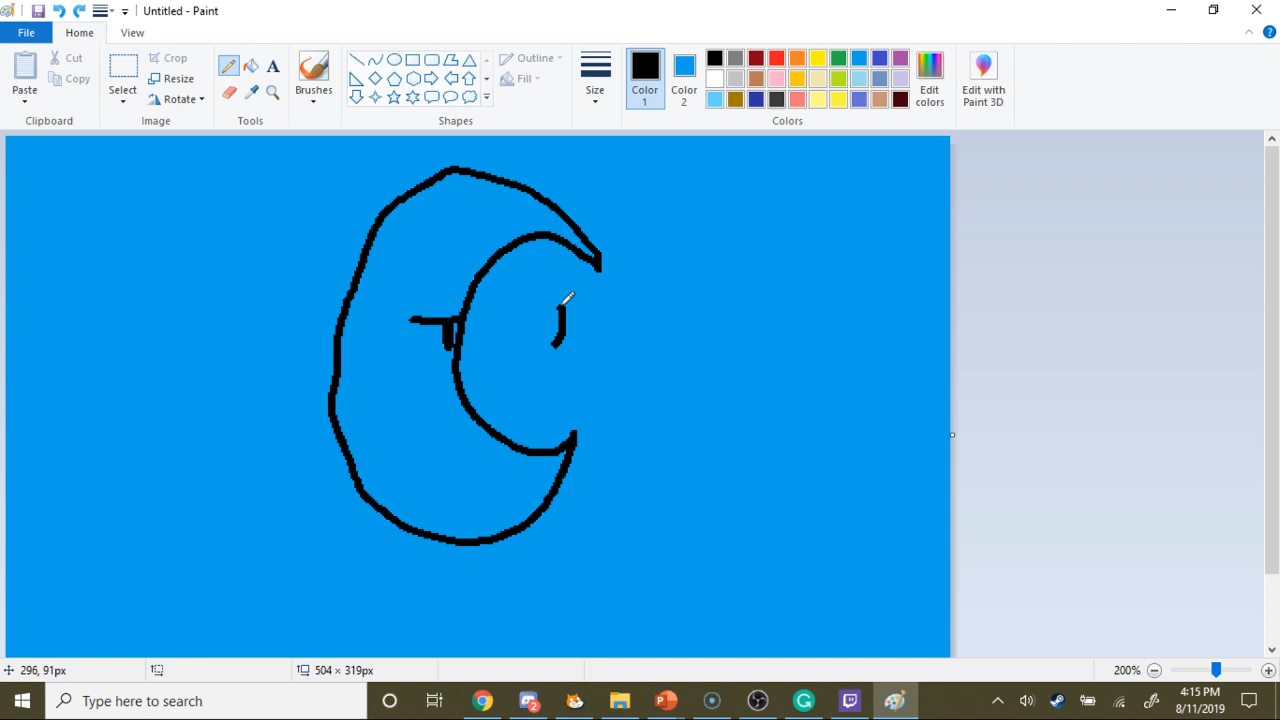 Untitled - Paint
File
Home
View
Paste
Cut
Copy
Clipboard
Select
Crop
Resize
Rotate
Image
A
Tools
Brushes
Outline
Fill
Shapes
Size
Color 1
Color 2
Edit colors
Colors
Edit with Paint 3D
296, 91px
504 × 319px
200%
Type here to search
2
4:15 PM
8/11/2019